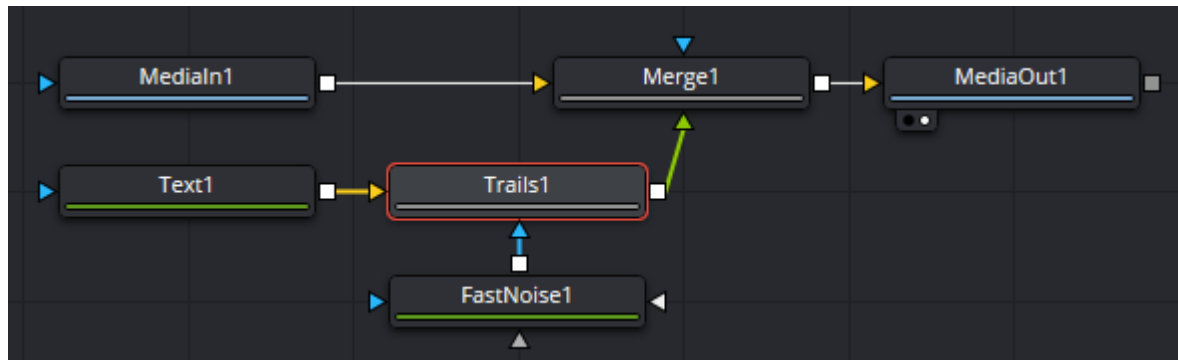 MediaIn1
Merge1
MediaOut1
Text1
Trails1
FastNoise1